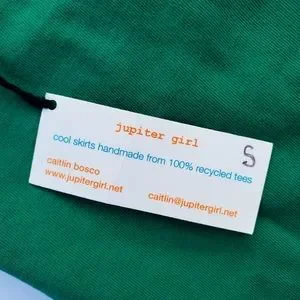 jupiter girl
S
cool skirts handmade from 100% recycled tees
caitlin bosco
www.jupitergirl.net
caitlin@jupitergirl.net